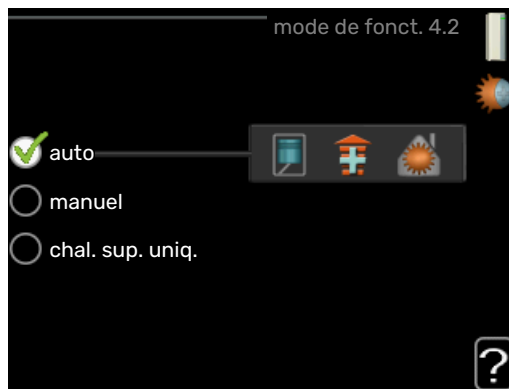 mode de fonct. 4.2
auto
manuel
chal. sup. uniq.
?